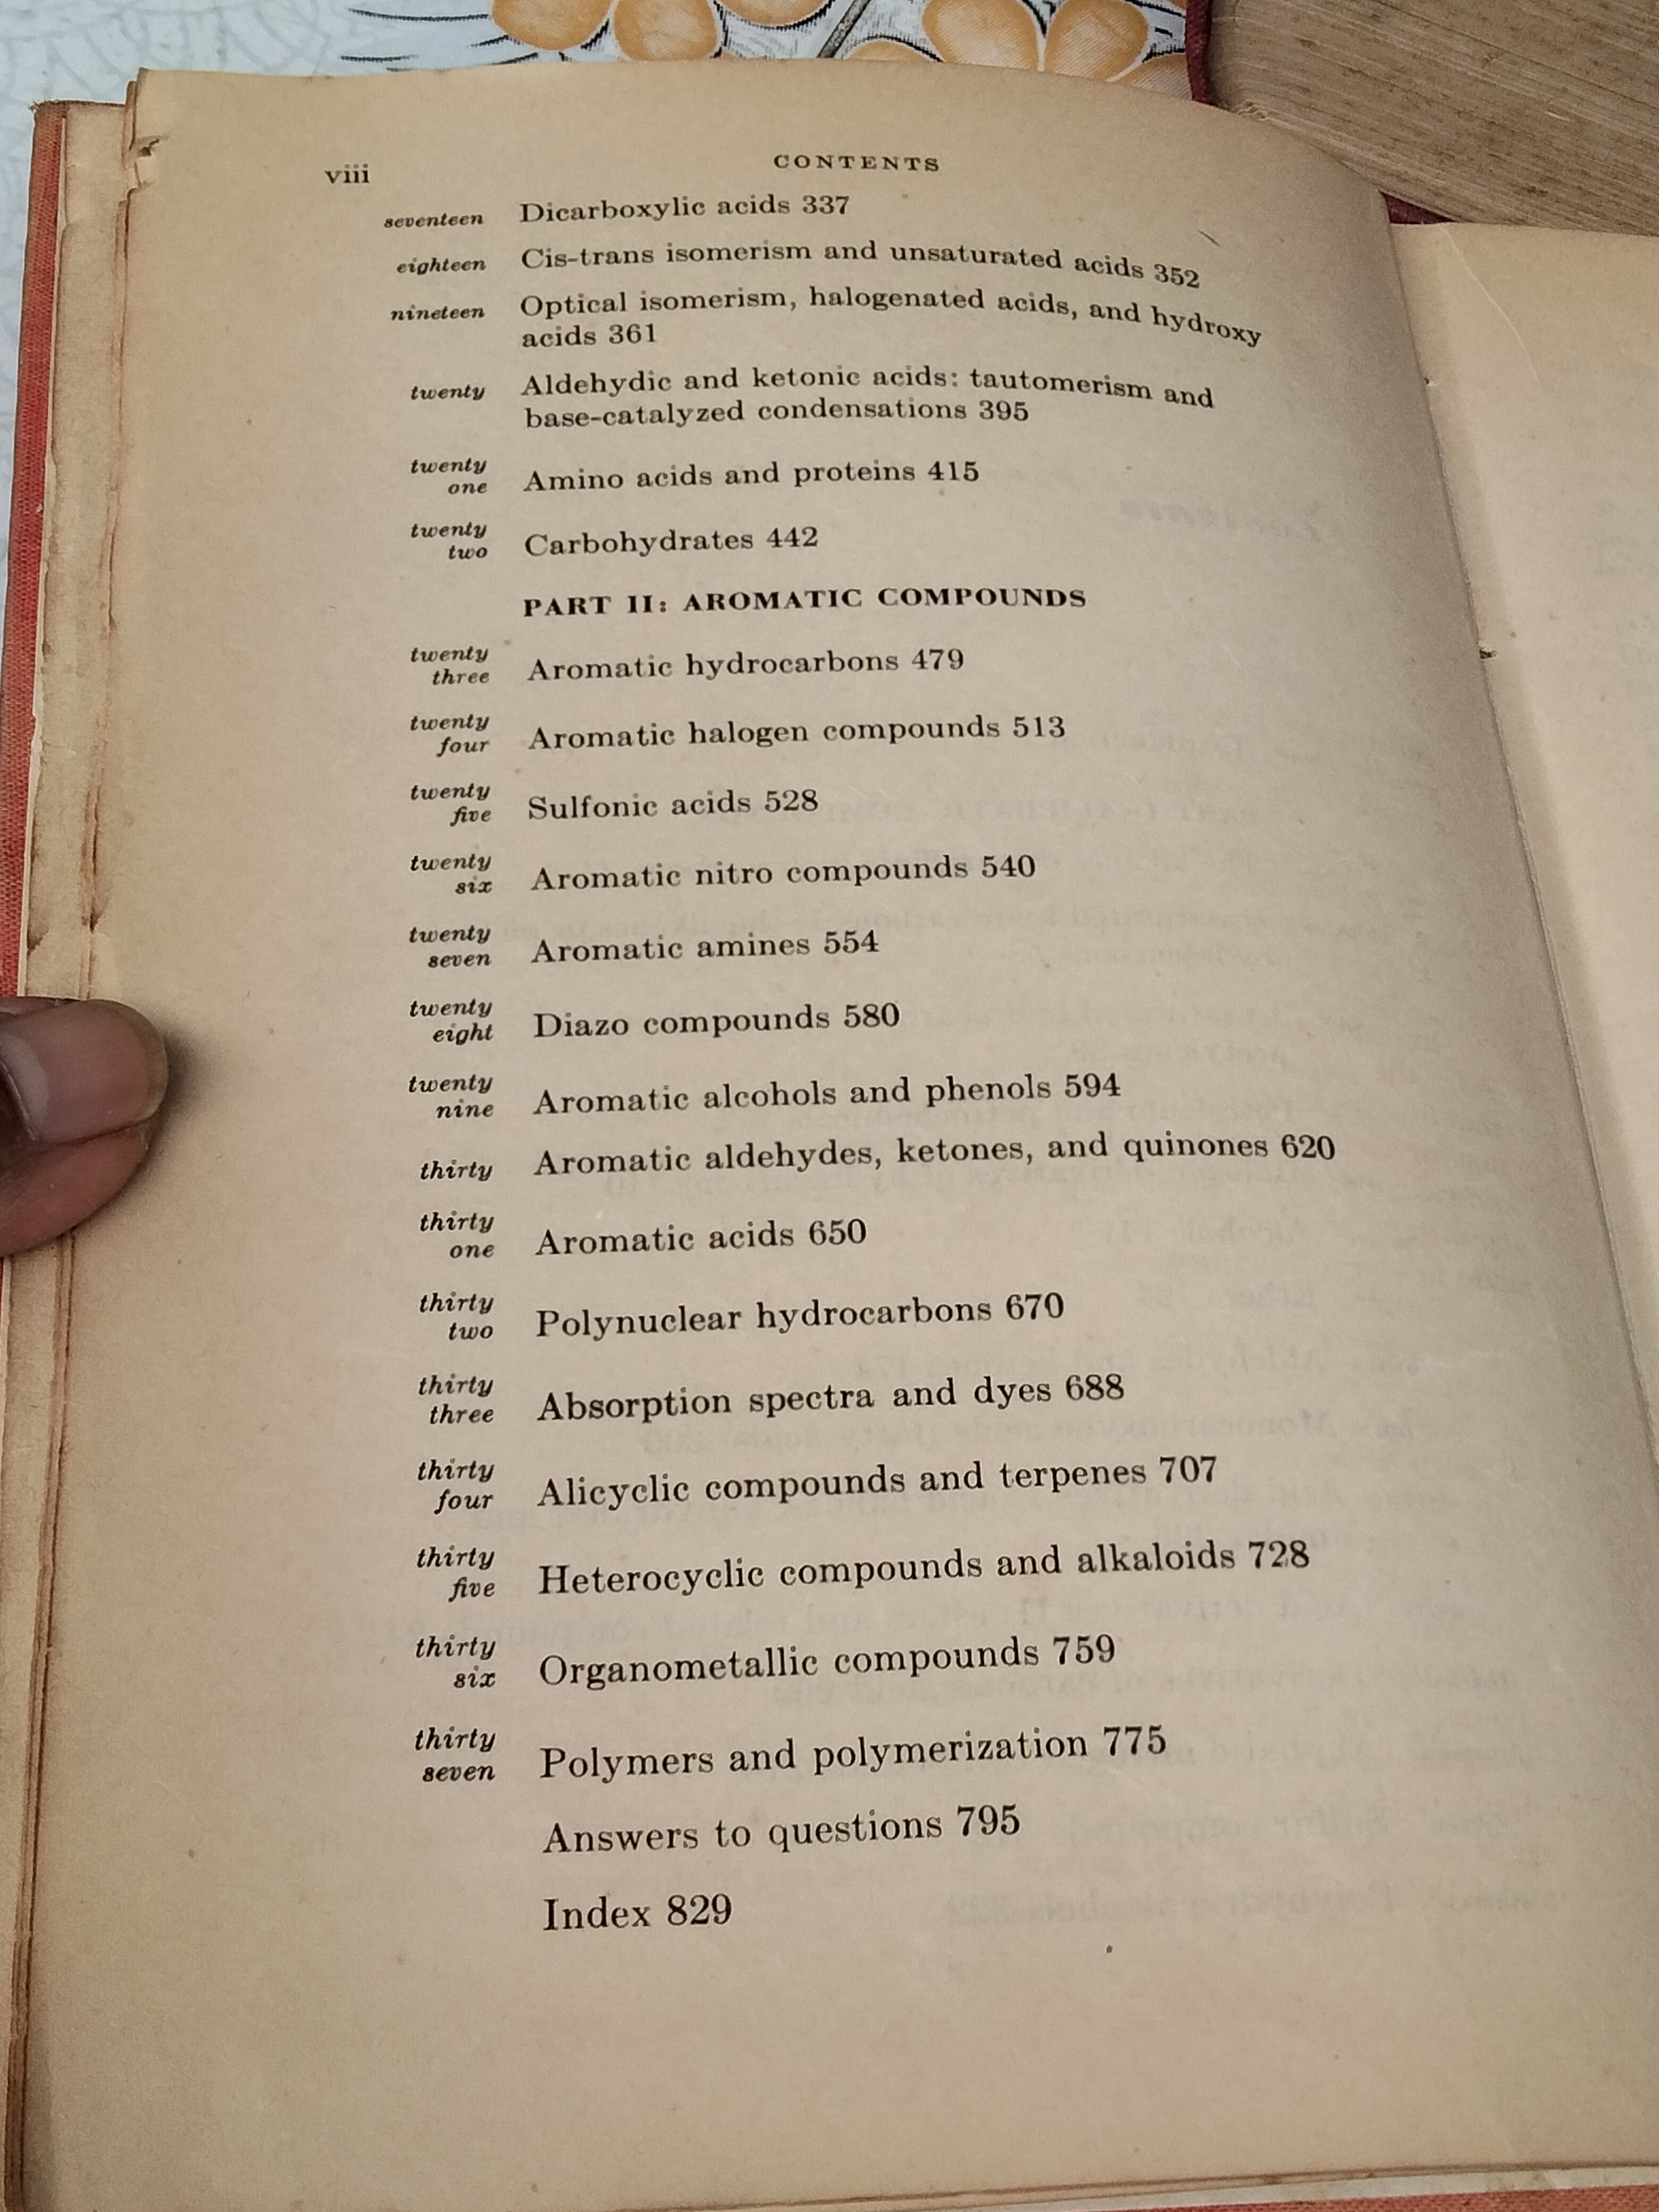 viii
CONTENTS
seventeen Dicarboxylic acids 337
eighteen Cis-trans isomerism and unsaturated acids 352
nineteen Optical isomerism, halogenated acids, and hydroxy
acids 361
twenty Aldehydic and ketonic acids: tautomerism and
base-catalyzed condensations 395
twenty
one Amino acids and proteins 415
twenty
two Carbohydrates 442
PART II: AROMATIC COMPOUNDS
twenty
three Aromatic hydrocarbons 479
twenty
four Aromatic halogen compounds 513
twenty
five Sulfonic acids 528
twenty
six Aromatic nitro compounds 540
twenty
seven Aromatic amines 554
twenty
eight Diazo compounds 580
twenty
nine Aromatic alcohols and phenols 594
thirty Aromatic aldehydes, ketones, and quinones 620
thirty
one Aromatic acids 650
thirty
two Polynuclear hydrocarbons 670
thirty
three Absorption spectra and dyes 688
thirty
four Alicyclic compounds and terpenes 707
thirty
five Heterocyclic compounds and alkaloids 728
thirty
six Organometallic compounds 759
thirty
seven Polymers and polymerization 775
Answers to questions 795
Index 829